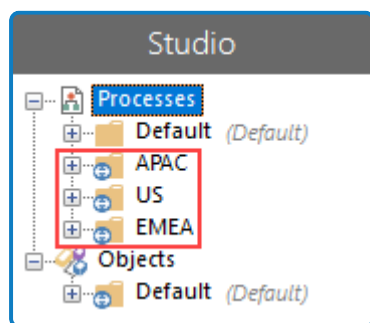 Studio
Processes
Default (Default)
APAC
US
EMEA
Objects
Default (Default)